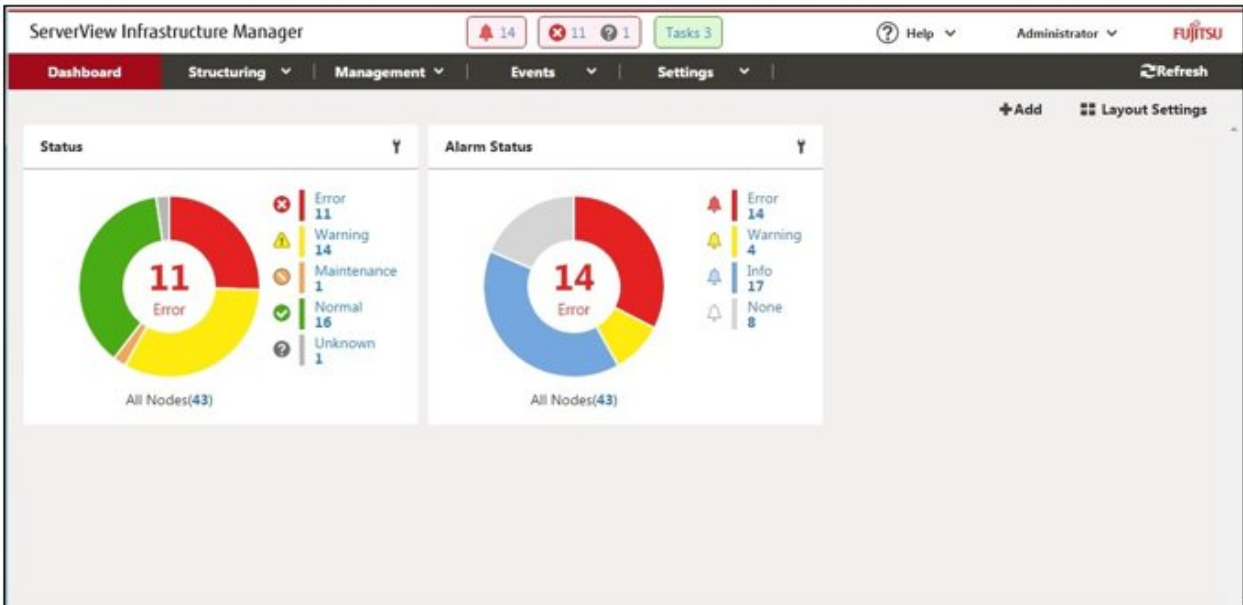 ServerView Infrastructure Manager
14
11 1
Tasks 3
Help
Administrator
FUJITSU
Dashboard
Structuring
Management
Events
Settings
Refresh
Add
Layout Settings
Status
11
Error
Error
11
Warning
14
Maintenance
1
Normal
16
Unknown
1
All Nodes(43)
Alarm Status
14
Error
Error
14
Warning
4
Info
17
None
8
All Nodes(43)